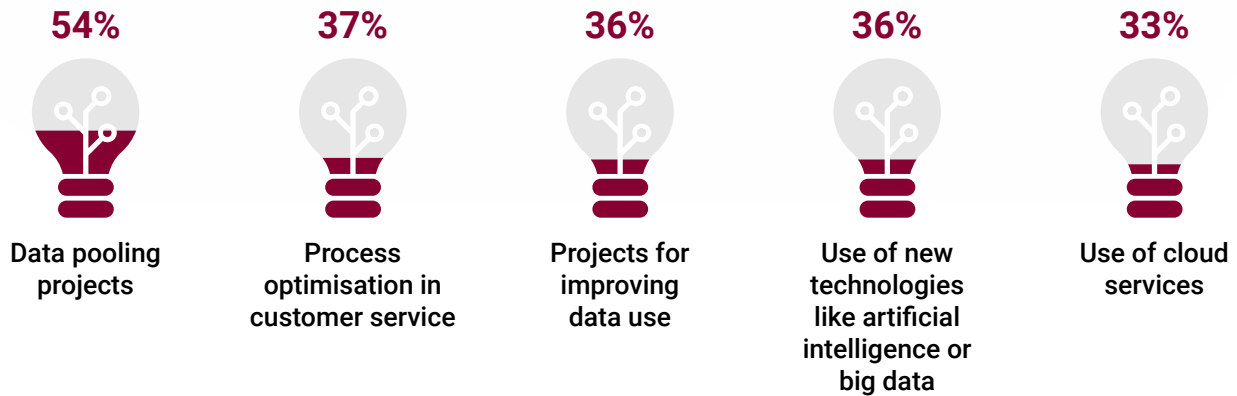 54%
37%
36%
36%
33%
Data pooling
projects
Process
optimisation in
customer service
Projects for
improving
data use
Use of new
technologies
like artificial
intelligence or
big data
Use of cloud
services